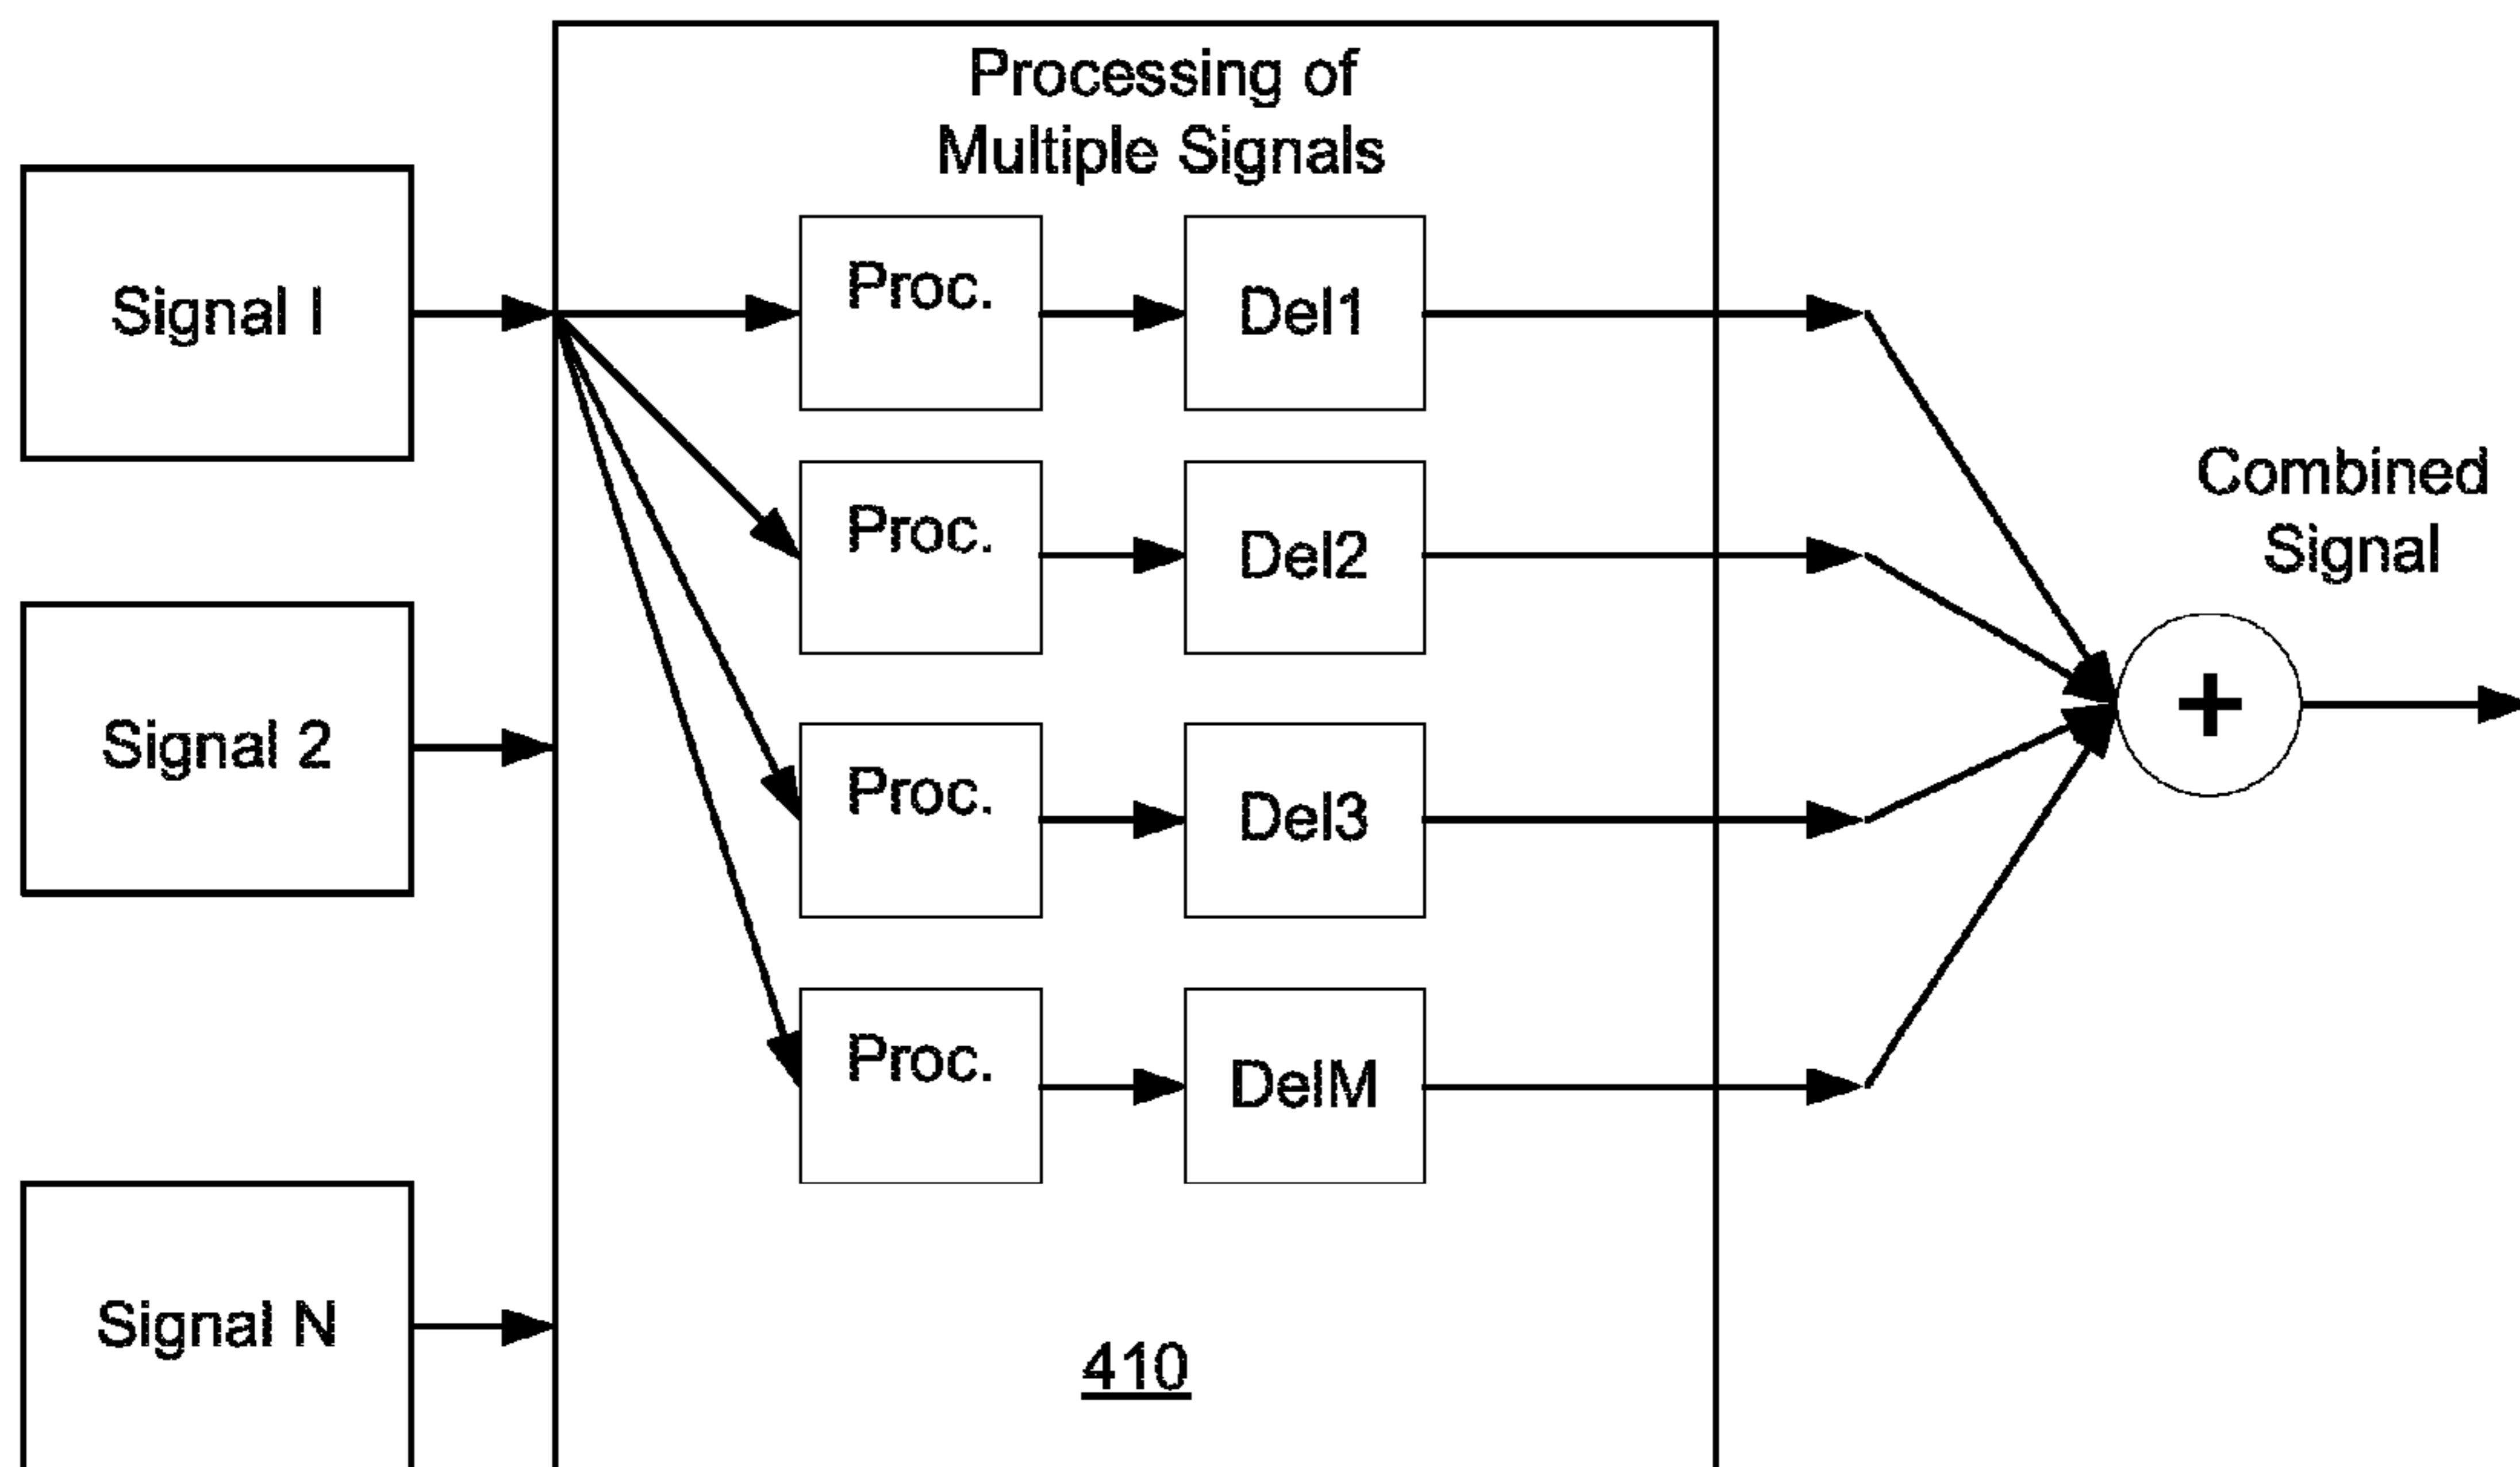 Processing of
Multiple Signals
Signal I
Proc.
Del1
Proc.
Del2
Combined
Signal
+
Signal 2
Proc.
Del3
Proc.
DelM
Signal N
410